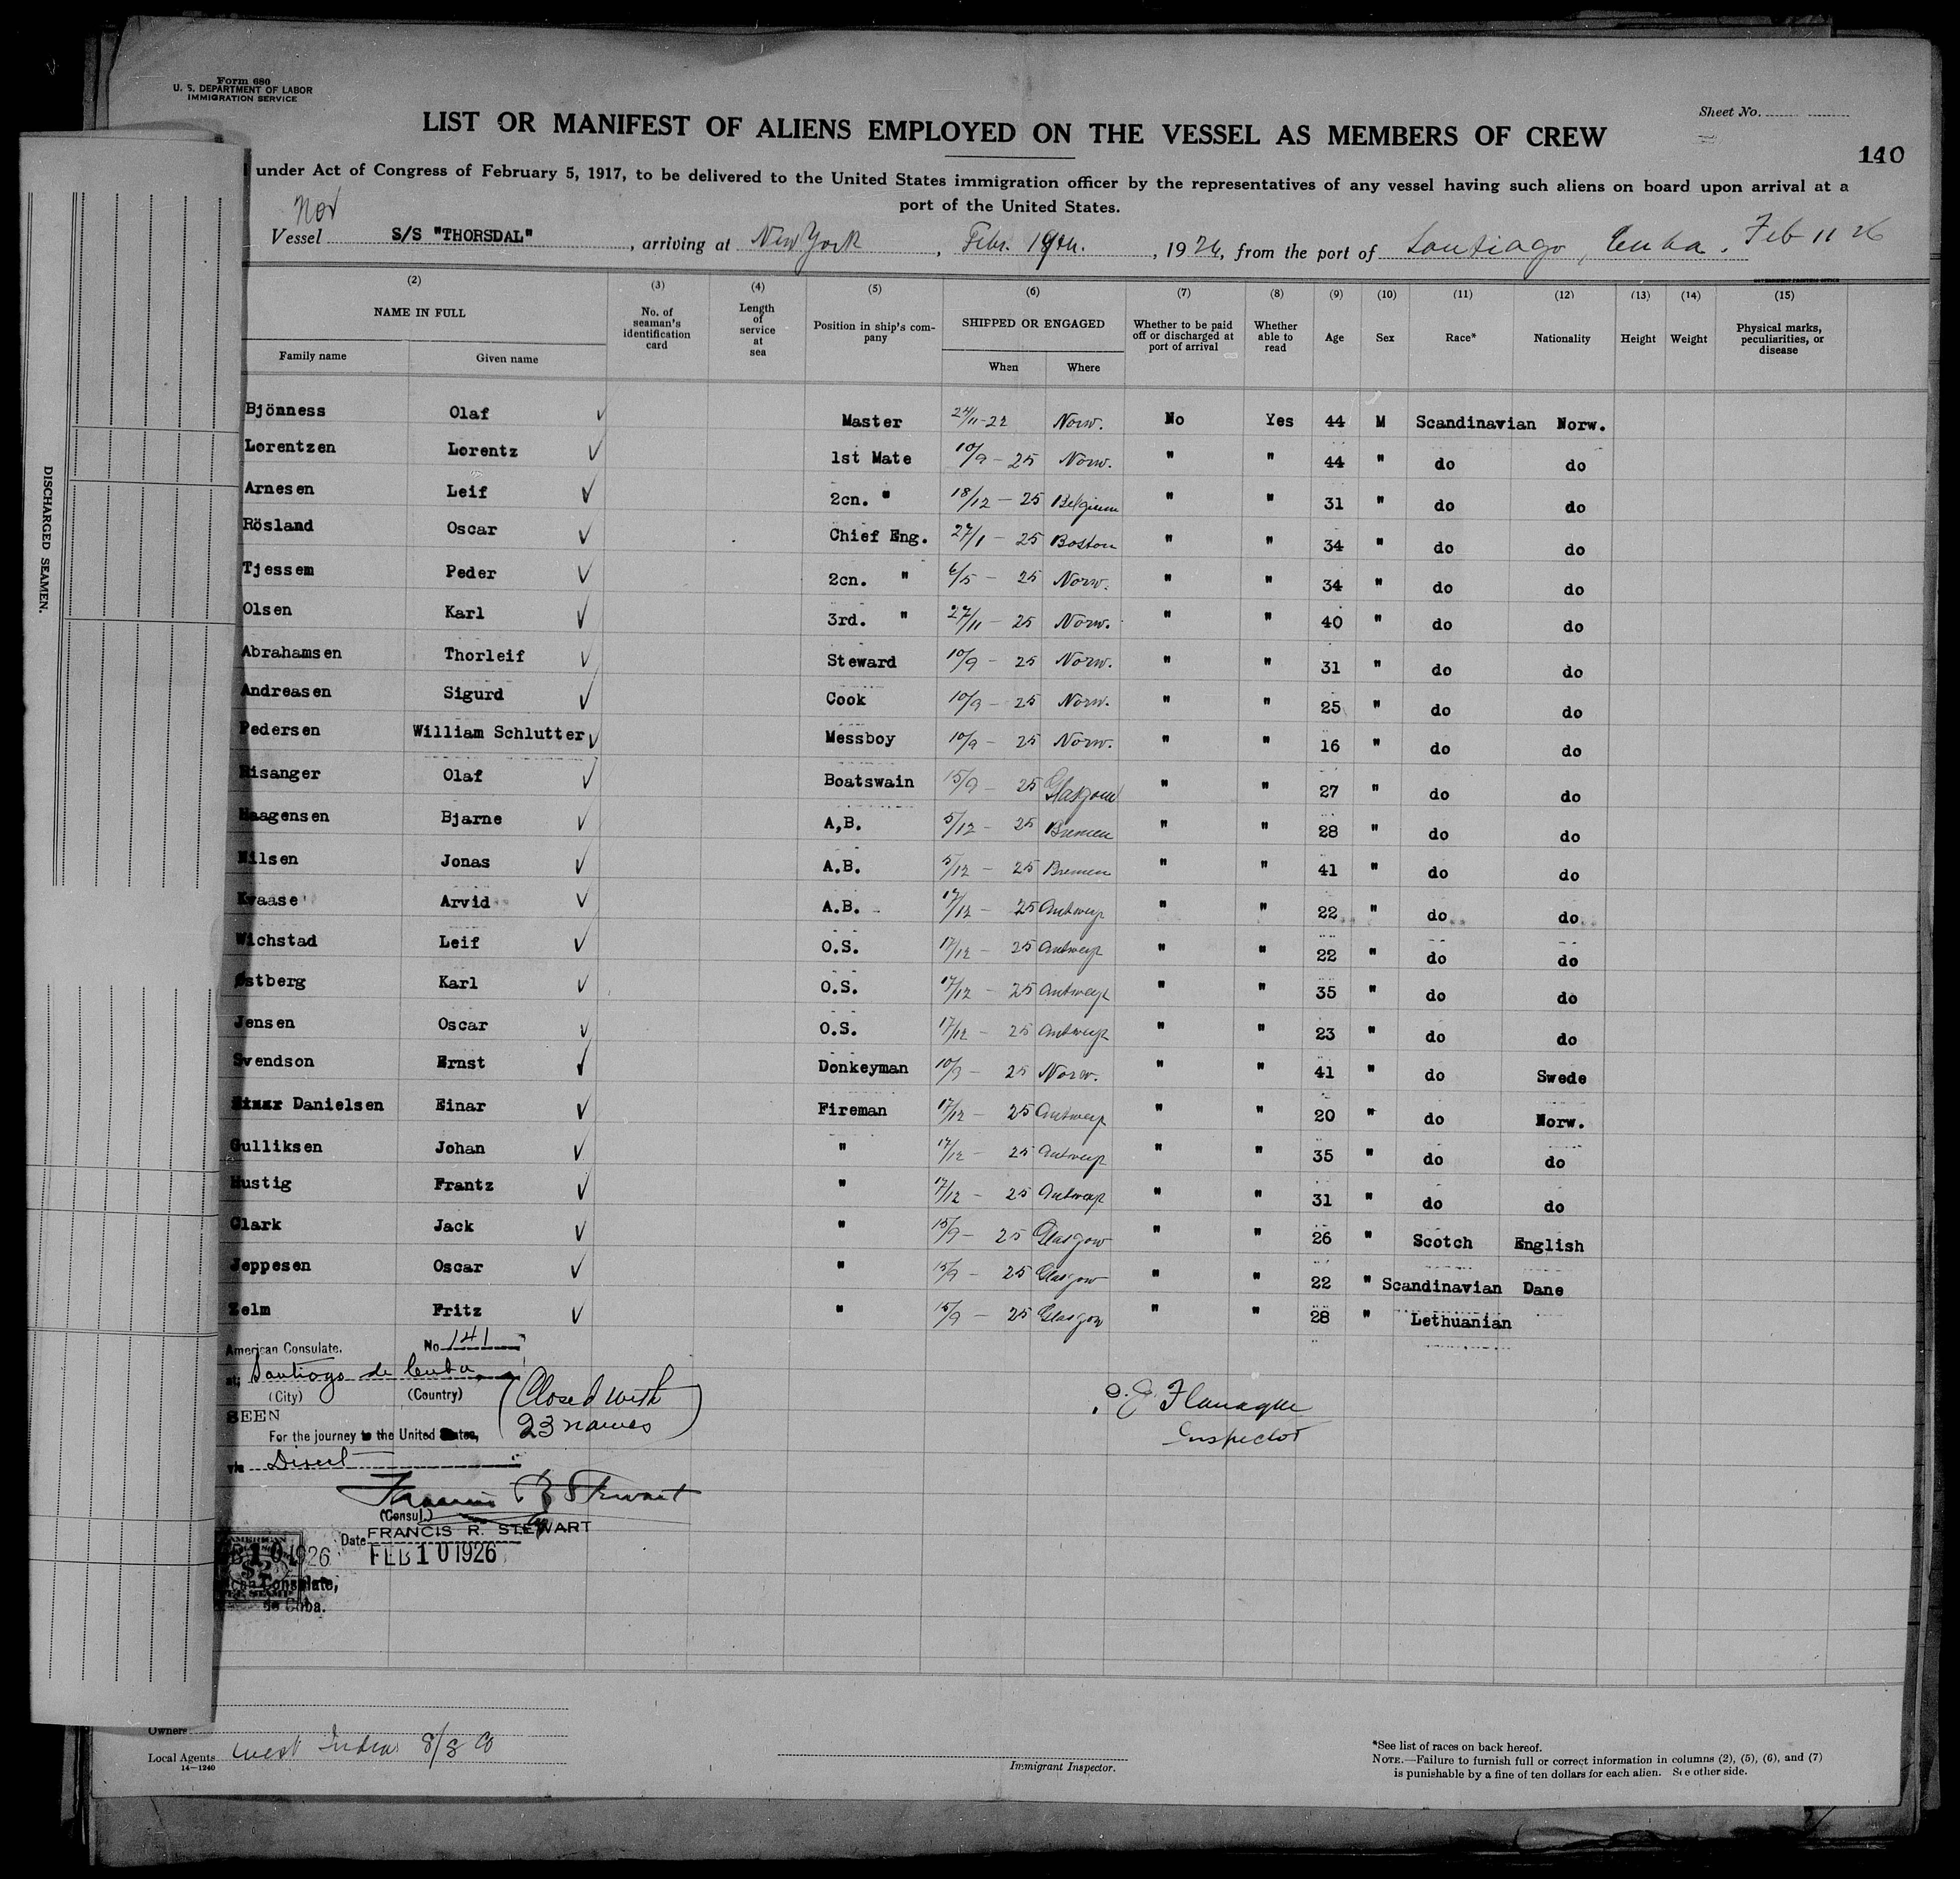 Form 680
U. S. DEPARTMENT OF LABOR
IMMIGRATION SERVICE
Sheet No.
LIST OR MANIFEST OF ALIENS EMPLOYED ON THE VESSEL AS MEMBERS OF CREW
140
under Act of Congress of February 5, 1917, to be delivered to the United States immigration officer by the representatives of any vessel having such aliens on board upon arrival at a
port of the United States.
Nor
Vessel S/S "THORSDAL", arriving at New York, Febr. 19th., 1926, from the port of Santiago, Cuba. Feb 11 26
(2) (3) (4) (5) (6) (7) (8) (9) (10) (11) (12) (13) (14) (15)
NAME IN FULL
Family name Given name
No. of seaman's identification card
Length of service at sea
Position in ship's company
SHIPPED OR ENGAGED
When Where
Whether to be paid off or discharged at port of arrival
Whether able to read
Age
Sex
Race*
Nationality
Height
Weight
Physical marks, peculiarities, or disease
Bjönness Olaf ✓ Master 24/11-22 Norw. No Yes 44 M Scandinavian Norw.
Lorentzen Lorentz ✓ 1st Mate 10/9 - 25 Norw. " " 44 " do do
Arnesen Leif ✓ 2cn. " 18/12 - 25 Belgium " " 31 " do do
Rösland Oscar ✓ Chief Eng. 27/1 - 25 Boston " " 34 " do do
Tjessem Peder ✓ 2cn. " 6/5 - 25 Norw. " " 34 " do do
Olsen Karl ✓ 3rd. " 27/11 - 25 Norw. " " 40 " do do
Abrahamsen Thorleif ✓ Steward 10/9 - 25 Norw. " " 31 " do do
Andreasen Sigurd ✓ Cook 10/9 - 25 Norw. " " 25 " do do
Pedersen William Schlutter ✓ Messboy 10/9 - 25 Norw. " " 16 " do do
Risanger Olaf ✓ Boatswain 15/9 - 25 Glasgow " " 27 " do do
Haagensen Bjarne ✓ A,B. 5/12 - 25 Bremen " " 28 " do do
Nilsen Jonas ✓ A.B. 5/12 - 25 Bremen " " 41 " do do
Kvaase Arvid ✓ A.B. 17/12 - 25 Antwerp " " 22 " do do
Wichstad Leif ✓ O.S. 17/12 - 25 Antwerp " " 22 " do do
Østberg Karl ✓ O.S. 17/12 - 25 Antwerp " " 35 " do do
Jensen Oscar ✓ O.S. 17/12 - 25 Antwerp " " 23 " do do
Svendson Ernst ✓ Donkeyman 10/9 - 25 Norw. " " 41 " do Swede
Danielsen Einar ✓ Fireman 17/12 - 25 Antwerp " " 20 " do Norw.
Gulliksen Johan ✓ " 17/12 - 25 Antwerp " " 35 " do do
Hustig Frantz ✓ " 17/12 - 25 Antwerp " " 31 " do do
Clark Jack ✓ " 15/9 - 25 Glasgow " " 26 " Scotch English
Jeppesen Oscar ✓ " 15/9 - 25 Glasgow " " 22 " Scandinavian Dane
Zelm Fritz ✓ " 15/9 - 25 Glasgow " " 28 " Lethuanian
American Consulate. No 141
at; Santiago de Cuba
(City) (Country)
(Closed with
23 names)
SEEN
For the journey to the United States,
via Direct
Francis R Stewart
(Consul.)
FRANCIS R. STEWART
Date FEB 10 1926
AMERICAN
$2
FEE STAMP
Consulate,
de Cuba.
Flanagan
Inspector
DISCHARGED SEAMEN.
Owners
Local Agents West Indies S/S Co
14—1240
Immigrant Inspector.
*See list of races on back hereof.
NOTE.—Failure to furnish full or correct information in columns (2), (5), (6), and (7)
is punishable by a fine of ten dollars for each alien. See other side.